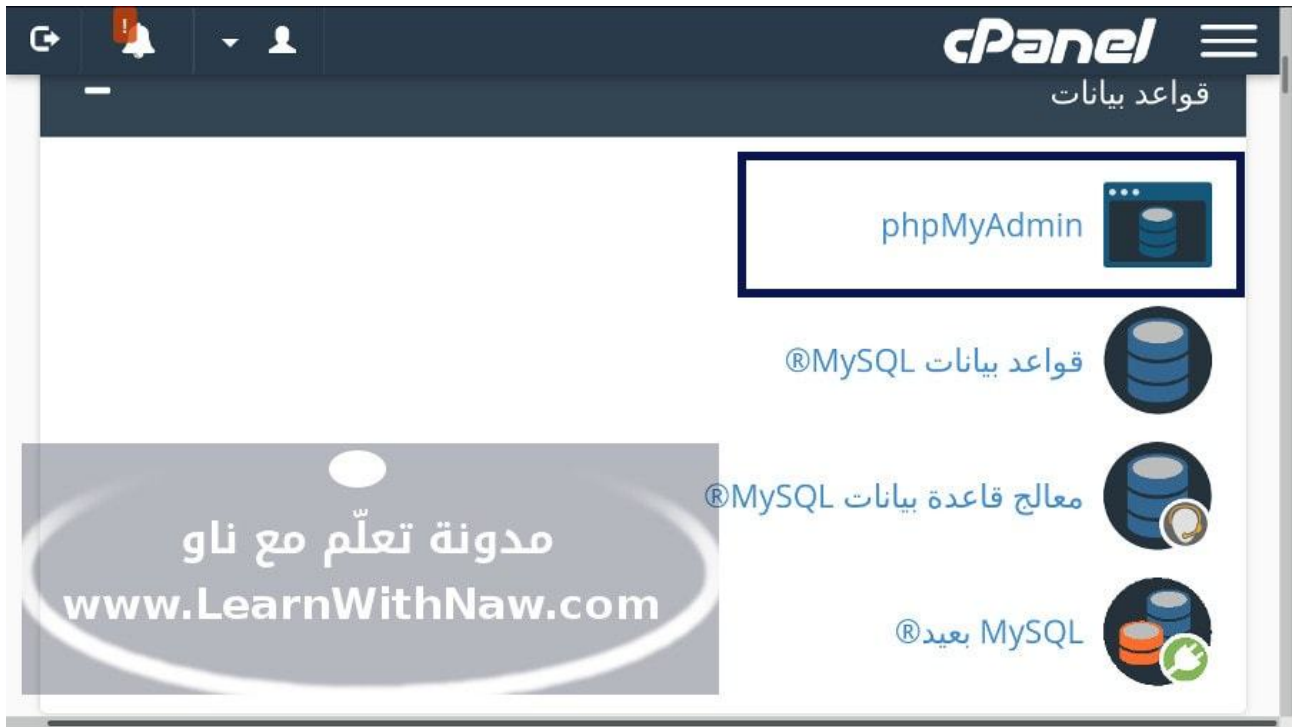 cPanel
!
قواعد بيانات
phpMyAdmin
قواعد بيانات MySQL®
معالج قاعدة بيانات MySQL®
MySQL بعيد®
مدونة تعلّم مع ناو
www.LearnWithNaw.com